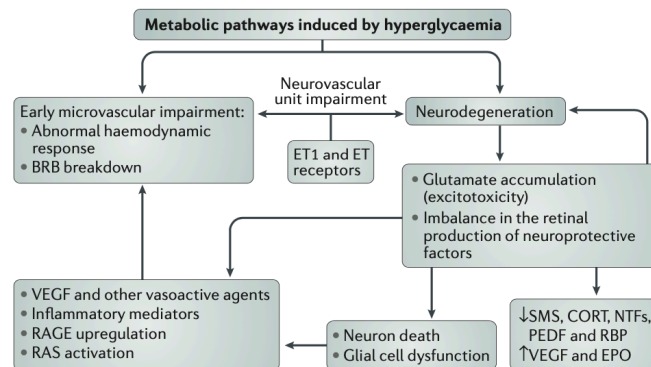 Metabolic pathways induced by hyperglycaemia
Neurovascular
unit impairment
Early microvascular impairment:
• Abnormal haemodynamic
response
• BRB breakdown
Neurodegeneration
ET1 and ET
receptors
• Glutamate accumulation
(excitotoxicity)
• Imbalance in the retinal
production of neuroprotective
factors
• VEGF and other vasoactive agents
• Inflammatory mediators
• RAGE upregulation
• RAS activation
• Neuron death
• Glial cell dysfunction
↓SMS, CORT, NTFs,
PEDF and RBP
↑VEGF and EPO